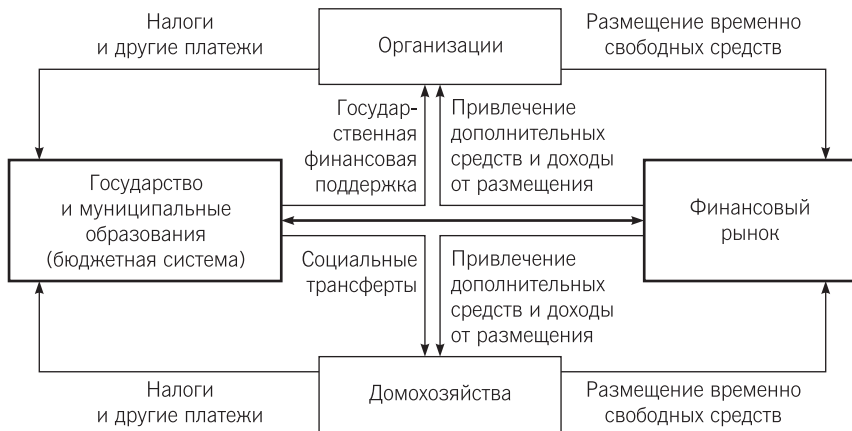 Налоги
и другие платежи
Организации
Размещение временно
свободных средств
Государ-
ственная
финансовая
поддержка
Привлечение
дополнительных
средств и доходы
от размещения
Государство
и муниципальные
образования
(бюджетная система)
Финансовый
рынок
Социальные
трансферты
Привлечение
дополнительных
средств и доходы
от размещения
Налоги
и другие платежи
Домохозяйства
Размещение временно
свободных средств